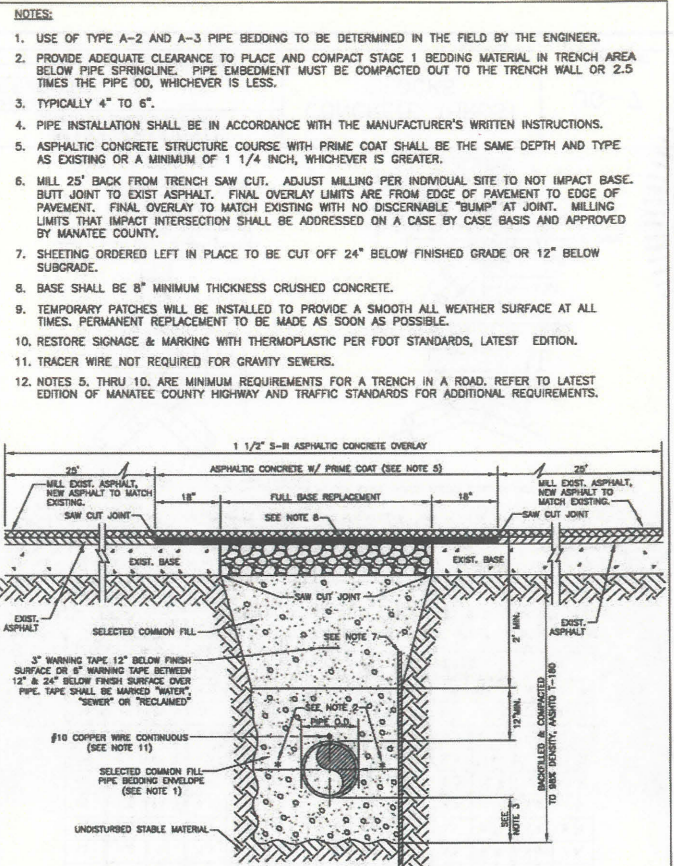 NOTES:
1. USE OF TYPE A-2 AND A-3 PIPE BEDDING TO BE DETERMINED IN THE FIELD BY THE ENGINEER.
2. PROVIDE ADEQUATE CLEARANCE TO PLACE AND COMPACT STAGE 1 BEDDING MATERIAL IN TRENCH AREA
BELOW PIPE SPRINGLINE. PIPE EMBEDMENT MUST BE COMPACTED OUT TO THE TRENCH WALL OR 2.5
TIMES THE PIPE OD, WHICHEVER IS LESS.
3. TYPICALLY 4" TO 6".
4. PIPE INSTALLATION SHALL BE IN ACCORDANCE WITH THE MANUFACTURER'S WRITTEN INSTRUCTIONS.
5. ASPHALTIC CONCRETE STRUCTURE COURSE WITH PRIME COAT SHALL BE THE SAME DEPTH AND TYPE
AS EXISTING OR A MINIMUM OF 1 1/4 INCH, WHICHEVER IS GREATER.
6. MILL 25' BACK FROM TRENCH SAW CUT. ADJUST MILLING PER INDIVIDUAL SITE TO NOT IMPACT BASE.
BUTT JOINT TO EXIST ASPHALT. FINAL OVERLAY LIMITS ARE FROM EDGE OF PAVEMENT TO EDGE OF
PAVEMENT. FINAL OVERLAY TO MATCH EXISTING WITH NO DISCERNABLE "BUMP" AT JOINT. MILLING
LIMITS THAT IMPACT INTERSECTION SHALL BE ADDRESSED ON A CASE BY CASE BASIS AND APPROVED
BY MANATEE COUNTY.
7. SHEETING ORDERED LEFT IN PLACE TO BE CUT OFF 24" BELOW FINISHED GRADE OR 12" BELOW
SUBGRADE.
8. BASE SHALL BE 8" MINIMUM THICKNESS CRUSHED CONCRETE.
9. TEMPORARY PATCHES WILL BE INSTALLED TO PROVIDE A SMOOTH ALL WEATHER SURFACE AT ALL
TIMES. PERMANENT REPLACEMENT TO BE MADE AS SOON AS POSSIBLE.
10. RESTORE SIGNAGE & MARKING WITH THERMOPLASTIC PER FDOT STANDARDS, LATEST EDITION.
11. TRACER WIRE NOT REQUIRED FOR GRAVITY SEWERS.
12. NOTES 5. THRU 10. ARE MINIMUM REQUIREMENTS FOR A TRENCH IN A ROAD. REFER TO LATEST
EDITION OF MANATEE COUNTY HIGHWAY AND TRAFFIC STANDARDS FOR ADDITIONAL REQUIREMENTS.
1 1/2" S-III ASPHALTIC CONCRETE OVERLAY
25'
ASPHALTIC CONCRETE W/ PRIME COAT (SEE NOTE 5)
25'
MILL EXIST. ASPHALT,
NEW ASPHALT TO MATCH
EXISTING.
18"
FULL BASE REPLACEMENT
18"
MILL EXIST. ASPHALT,
NEW ASPHALT TO
MATCH EXISTING.
SAW CUT JOINT
SEE NOTE 8
SAW CUT JOINT
EXIST. BASE
EXIST. BASE
SAW CUT JOINT
EXIST.
ASPHALT
EXIST.
ASPHALT
SELECTED COMMON FILL
SEE NOTE 7
2' MIN.
3" WARNING TAPE 12" BELOW FINISH
SURFACE OR 6" WARNING TAPE BETWEEN
12" & 24" BELOW FINISH SURFACE OVER
PIPE. TAPE SHALL BE MARKED "WATER",
"SEWER" OR "RECLAIMED"
SEE NOTE 2
PIPE O.D.
12"MIN.
BACKFILLED & COMPACTED
TO 98% DENSITY, AASHTO T-180
#10 COPPER WIRE CONTINUOUS
(SEE NOTE 11)
SELECTED COMMON FILL
PIPE BEDDING ENVELOPE
(SEE NOTE 1)
SEE
NOTE 3
UNDISTURBED STABLE MATERIAL